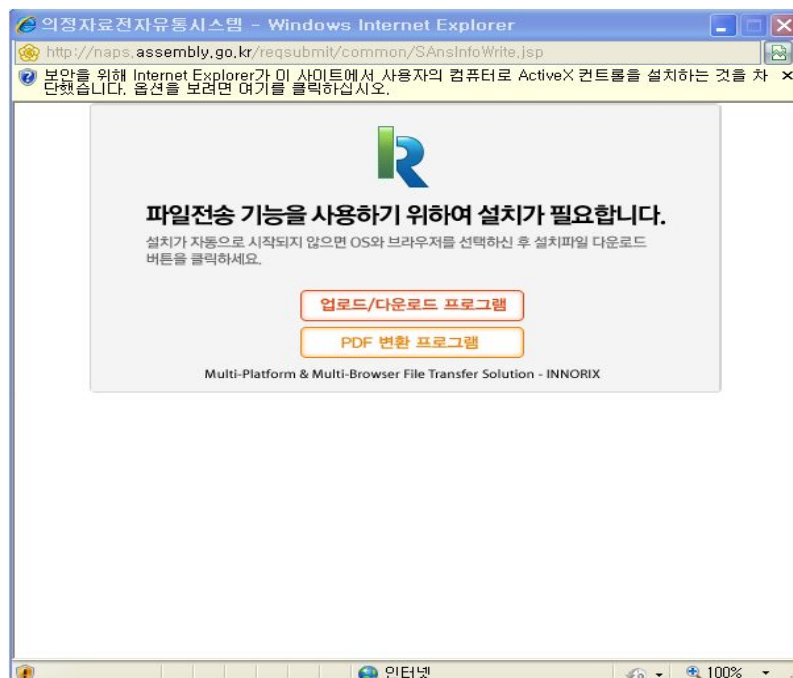 의정자료전자유통시스템 - Windows Internet Explorer
http://naps.assembly.go.kr/reqsubmit/common/SAnsInfoWrite.jsp
보안을 위해 Internet Explorer가 이 사이트에서 사용자의 컴퓨터로 ActiveX 컨트롤을 설치하는 것을 차
단했습니다. 옵션을 보려면 여기를 클릭하십시오.
파일전송 기능을 사용하기 위하여 설치가 필요합니다.
설치가 자동으로 시작되지 않으면 OS와 브라우저를 선택하신 후 설치파일 다운로드
버튼을 클릭하세요.
업로드/다운로드 프로그램
PDF 변환 프로그램
Multi-Platform & Multi-Browser File Transfer Solution - INNORIX
인터넷
100%